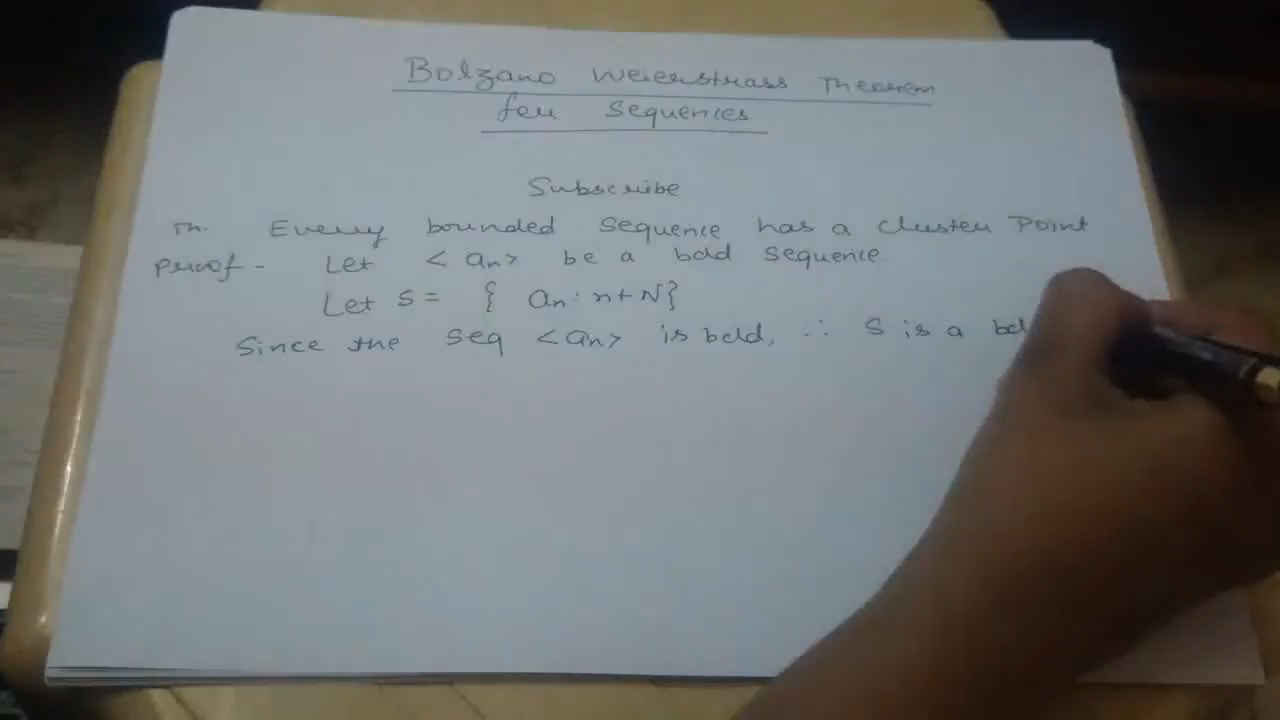 Bolzano Weierstrass Theorem
for Sequences
Subscribe
Th. Every bounded sequence has a cluster Point
Proof - Let < an> be a bdd sequence
Let S = { an : n ∈ N}
Since the seq <an> is bdd, ∴ S is a bd